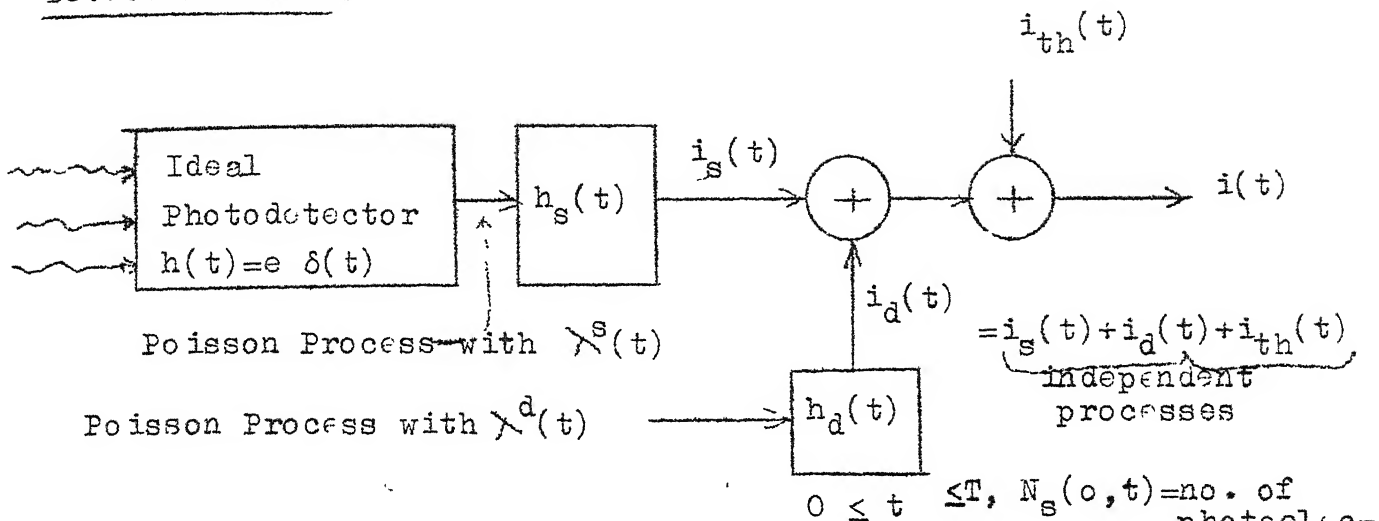 i_th(t)
Ideal
Photodetector
h(t)=e δ(t)
h_s(t)
i_s(t)
+
+
i(t)
i_d(t)
Poisson Process with λ^s(t)
=i_s(t)+i_d(t)+i_th(t)
independent
processes
Poisson Process with λ^d(t)
h_d(t)
0 ≤ t ≤T, N_s(o,t)=no. of